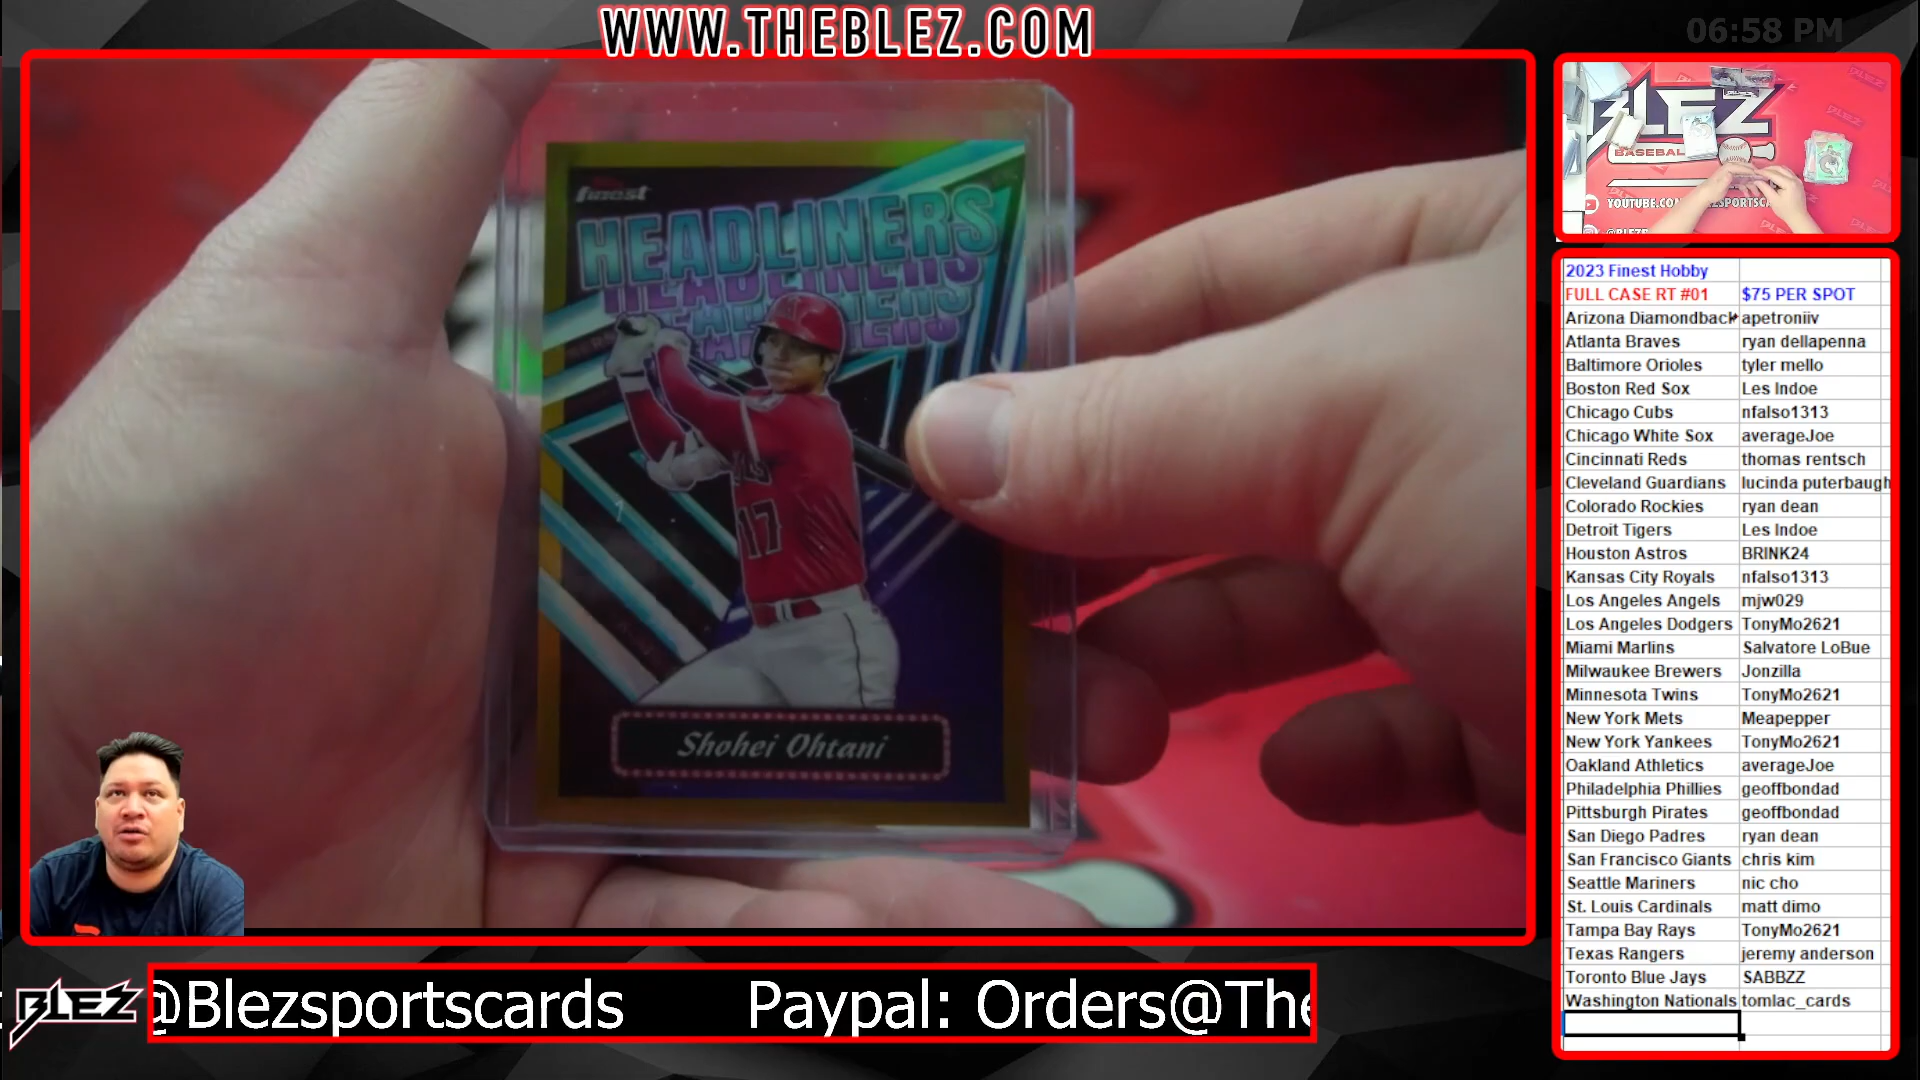 WWW.THEBLEZ.COM
06:58 PM
finest
HEADLINERS
HEADLINERS
17
Shohei Ohtani
BLEZ
BASEBAL
YOUTUBE.COM
2023 Finest Hobby
FULL CASE RT #01 $75 PER SPOT
Arizona Diamondback apetroniiv
Atlanta Braves ryan dellapenna
Baltimore Orioles tyler mello
Boston Red Sox Les Indoe
Chicago Cubs nfalso1313
Chicago White Sox averageJoe
Cincinnati Reds thomas rentsch
Cleveland Guardians lucinda puterbaugh
Colorado Rockies ryan dean
Detroit Tigers Les Indoe
Houston Astros BRINK24
Kansas City Royals nfalso1313
Los Angeles Angels mjw029
Los Angeles Dodgers TonyMo2621
Miami Marlins Salvatore LoBue
Milwaukee Brewers Jonzilla
Minnesota Twins TonyMo2621
New York Mets Meapepper
New York Yankees TonyMo2621
Oakland Athletics averageJoe
Philadelphia Phillies geoffbondad
Pittsburgh Pirates geoffbondad
San Diego Padres ryan dean
San Francisco Giants chris kim
Seattle Mariners nic cho
St. Louis Cardinals matt dimo
Tampa Bay Rays TonyMo2621
Texas Rangers jeremy anderson
Toronto Blue Jays SABBZZ
Washington Nationals tomlac_cards
BLEZ
@Blezsportscards Paypal: Orders@The